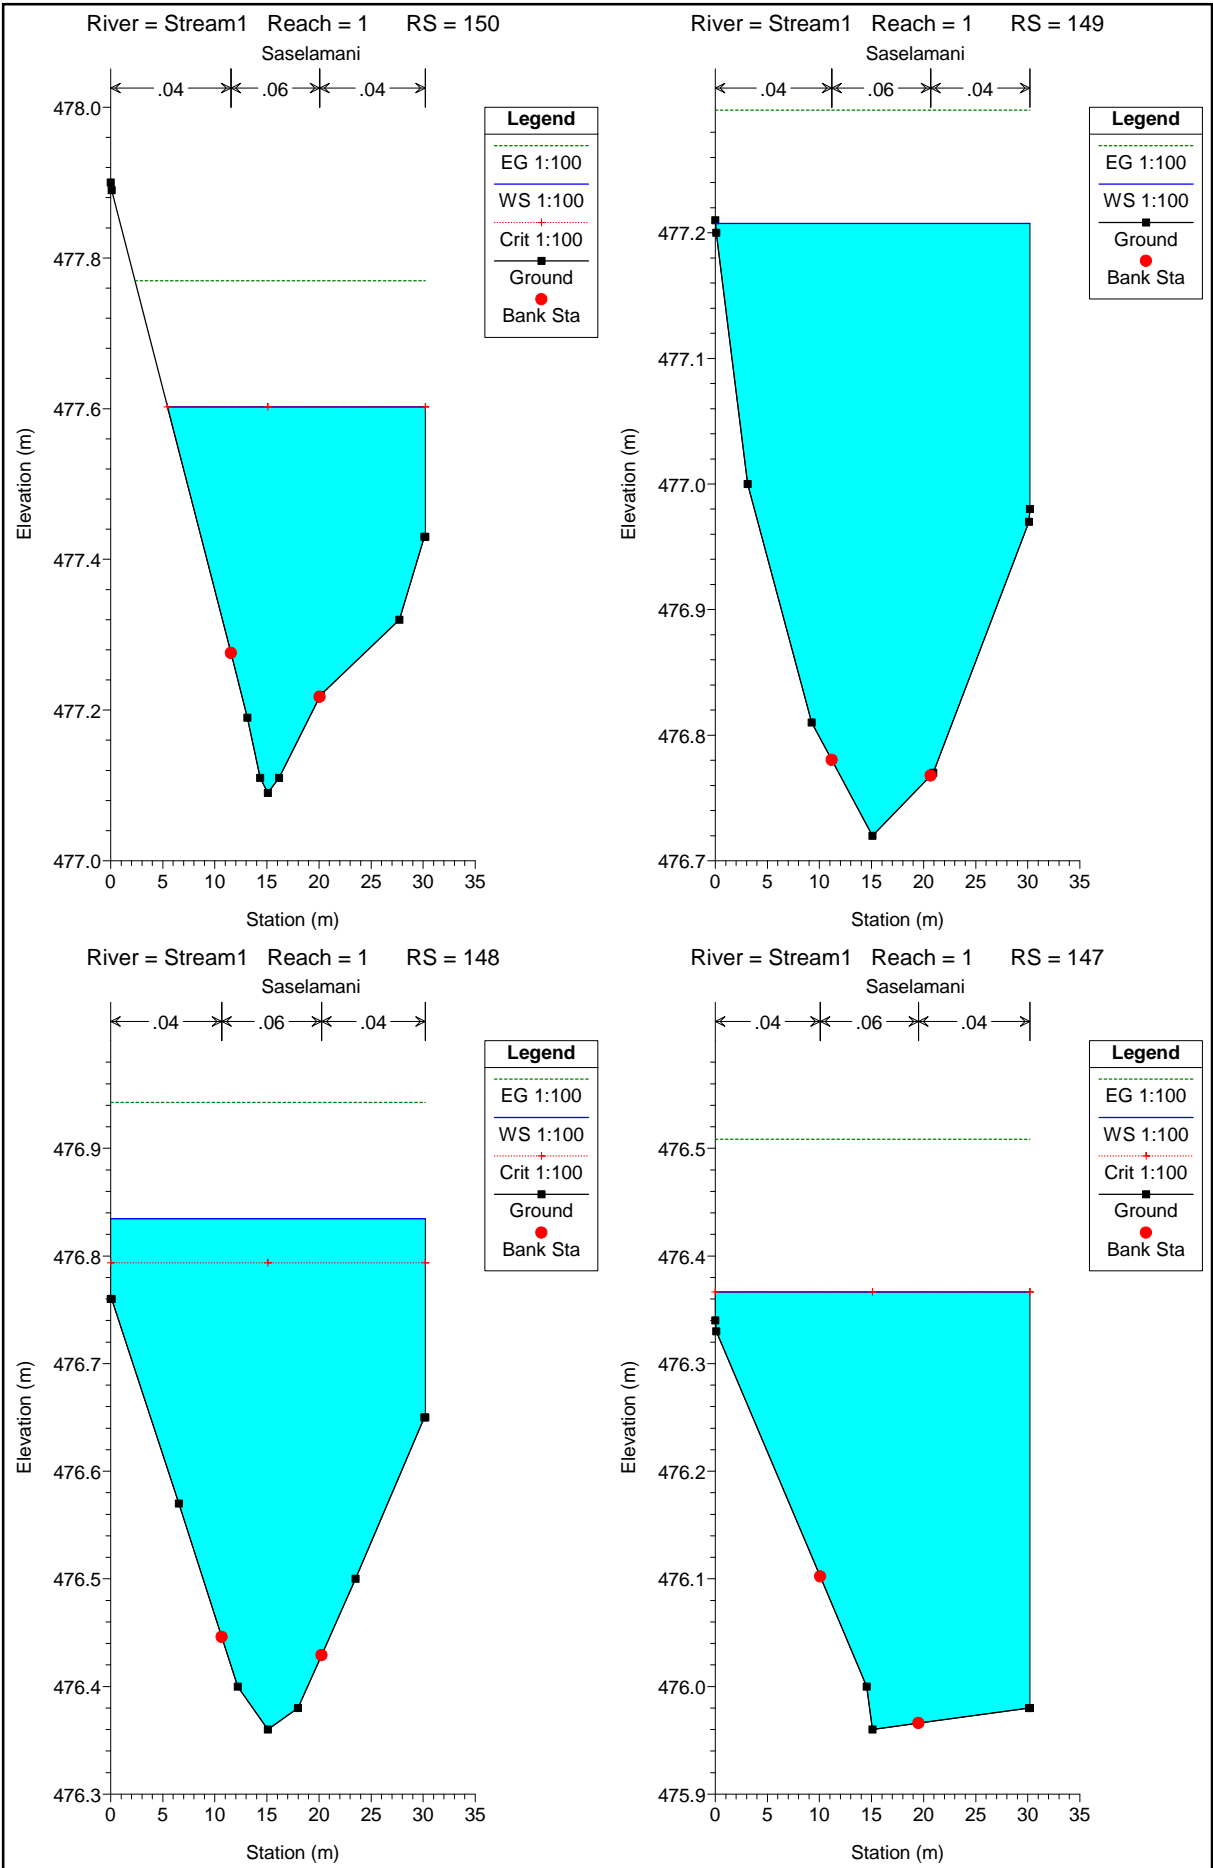 River = Stream1 Reach = 1 RS = 150
Saselamani
.04 .06 .04
478.0
477.8
477.6
477.4
477.2
477.0
Elevation (m)
0 5 10 15 20 25 30 35
Station (m)
Legend
EG 1:100
WS 1:100
Crit 1:100
Ground
Bank Sta
River = Stream1 Reach = 1 RS = 149
Saselamani
.04 .06 .04
477.2
477.1
477.0
476.9
476.8
476.7
Elevation (m)
0 5 10 15 20 25 30 35
Station (m)
Legend
EG 1:100
WS 1:100
Ground
Bank Sta
River = Stream1 Reach = 1 RS = 148
Saselamani
.04 .06 .04
476.9
476.8
476.7
476.6
476.5
476.4
476.3
Elevation (m)
0 5 10 15 20 25 30 35
Station (m)
Legend
EG 1:100
WS 1:100
Crit 1:100
Ground
Bank Sta
River = Stream1 Reach = 1 RS = 147
Saselamani
.04 .06 .04
476.5
476.4
476.3
476.2
476.1
476.0
475.9
Elevation (m)
0 5 10 15 20 25 30 35
Station (m)
Legend
EG 1:100
WS 1:100
Crit 1:100
Ground
Bank Sta